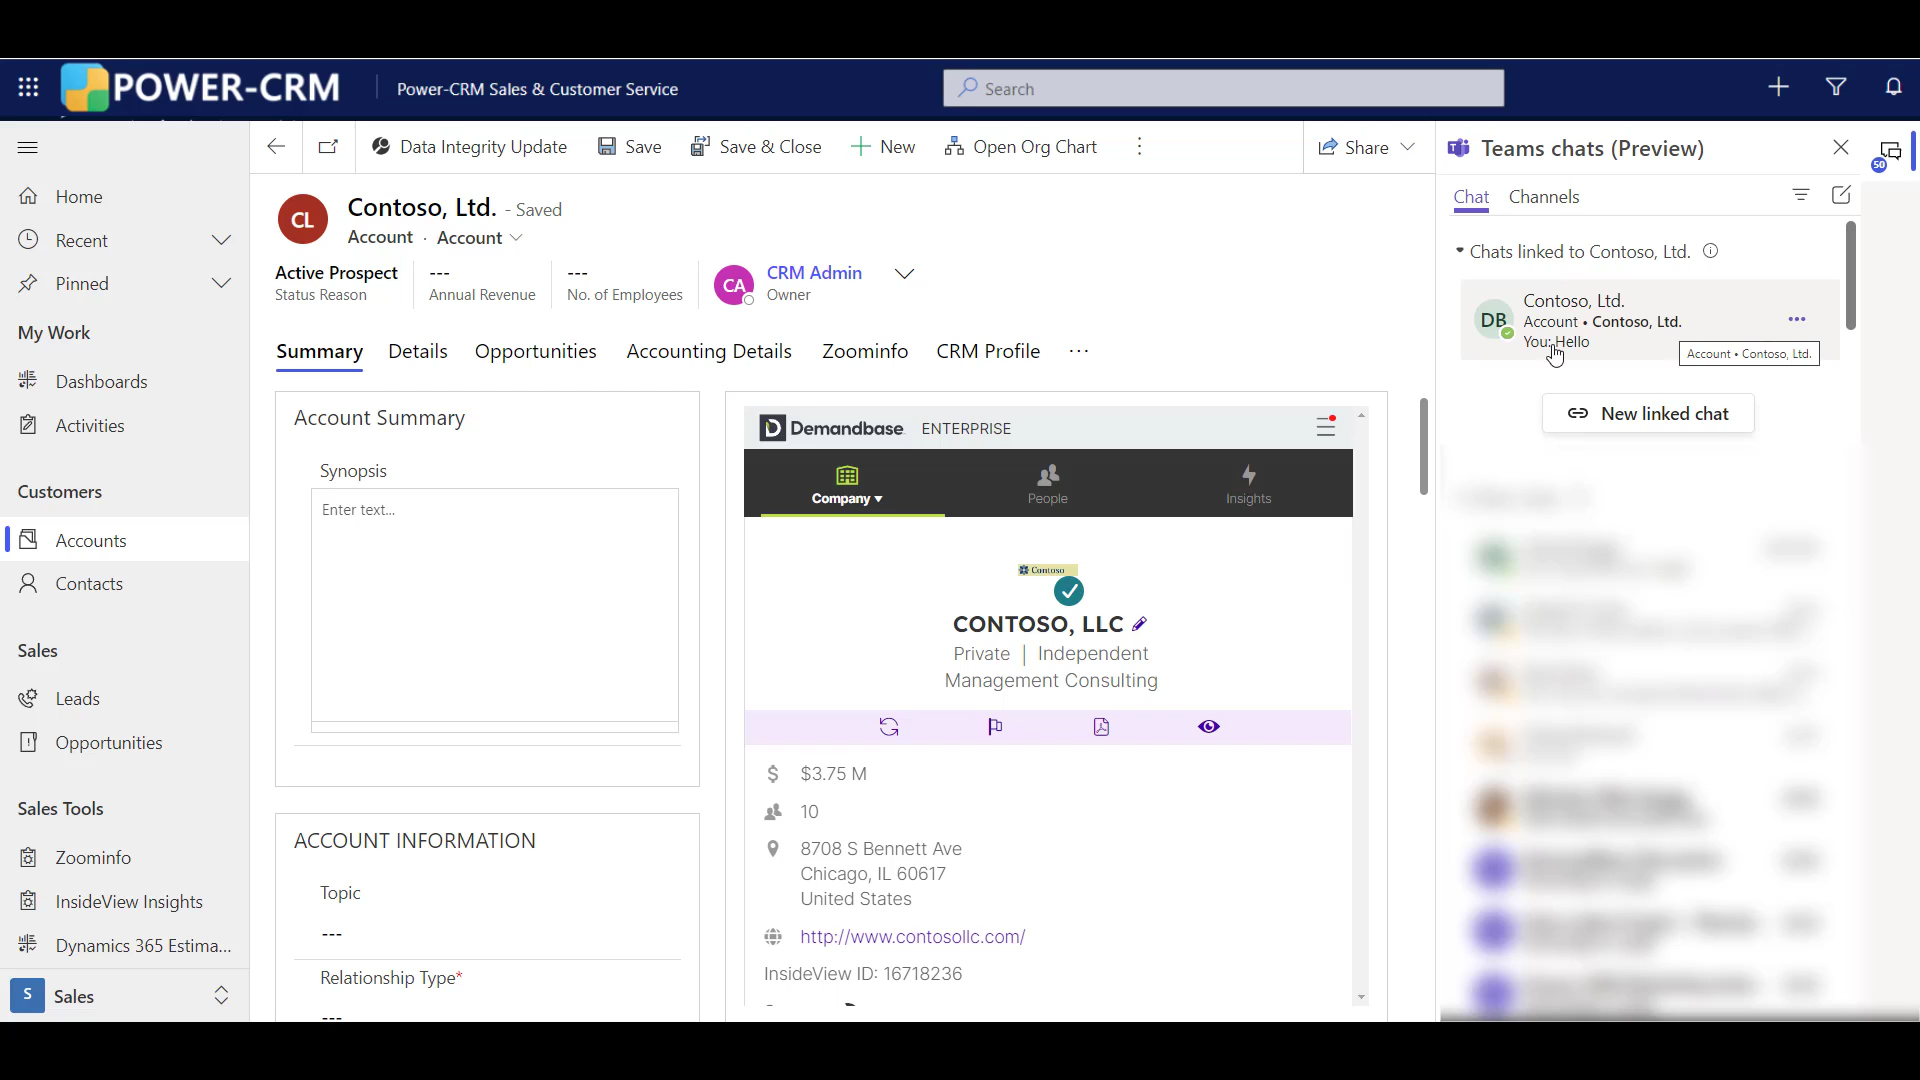 POWER-CRM
Power-CRM Sales & Customer Service
Search
Home
Recent
Pinned
My Work
Dashboards
Activities
Customers
Accounts
Contacts
Sales
Leads
Opportunities
Sales Tools
Zoominfo
InsideView Insights
Dynamics 365 Estima...
S Sales
Data Integrity Update
Save
Save & Close
New
Open Org Chart
Share
CL
Contoso, Ltd. - Saved
Account · Account
Active Prospect
Status Reason
---
Annual Revenue
---
No. of Employees
CA
CRM Admin
Owner
Summary
Details
Opportunities
Accounting Details
Zoominfo
CRM Profile
Account Summary
Synopsis
Enter text...
ACCOUNT INFORMATION
Topic
---
Relationship Type*
---
Demandbase ENTERPRISE
Company
People
Insights
Contoso
CONTOSO, LLC
Private | Independent
Management Consulting
$3.75 M
10
8708 S Bennett Ave
Chicago, IL 60617
United States
http://www.contosollc.com/
InsideView ID: 16718236
Teams chats (Preview)
50
Chat
Channels
Chats linked to Contoso, Ltd.
DB
Contoso, Ltd.
Account • Contoso, Ltd.
You: Hello
Account • Contoso, Ltd.
New linked chat